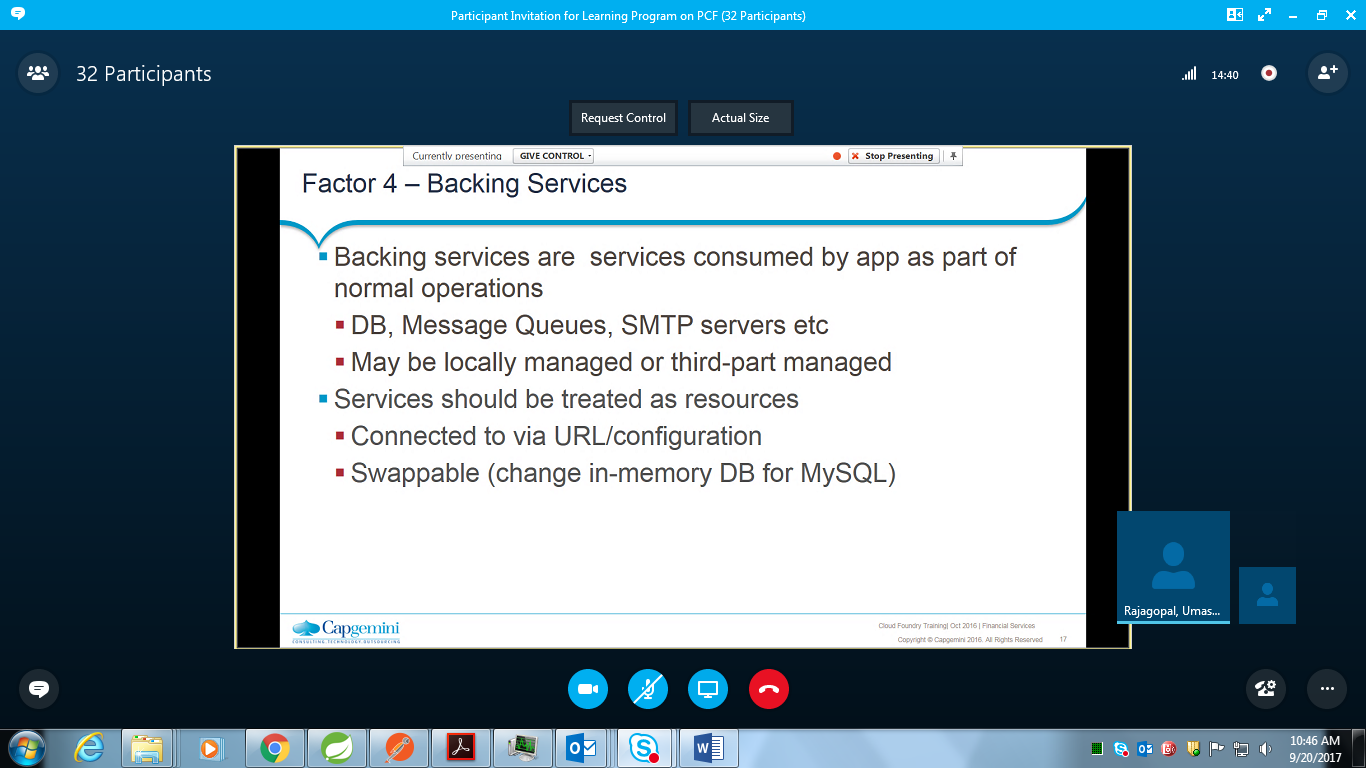 Participant Invitation for Learning Program on PCF (32 Participants)
32 Participants
14:40
Request Control
Actual Size
Currently presenting
GIVE CONTROL
Stop Presenting
Factor 4 – Backing Services
Backing services are  services consumed by app as part of
normal operations
DB, Message Queues, SMTP servers etc
May be locally managed or third-part managed
Services should be treated as resources
Connected to via URL/configuration
Swappable (change in-memory DB for MySQL)
Rajagopal, Umas...
Capgemini
CONSULTING.TECHNOLOGY.OUTSOURCING
Cloud Foundry Training| Oct 2016 | Financial Services
Copyright © Capgemini 2016. All Rights Reserved
17
10:46 AM
9/20/2017